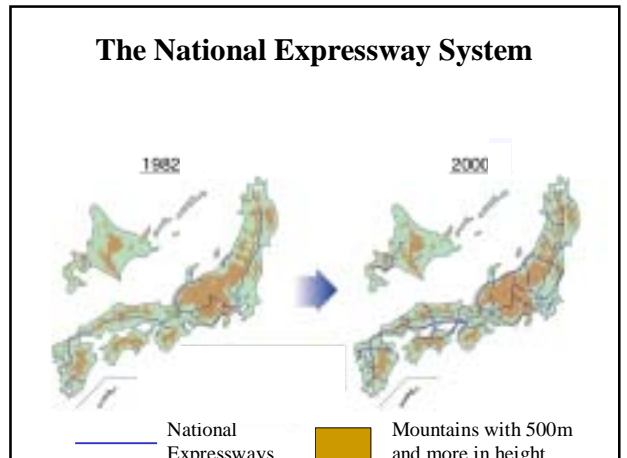 The National Expressway System
1982
2000
National
Expressways
Mountains with 500m
and more in height